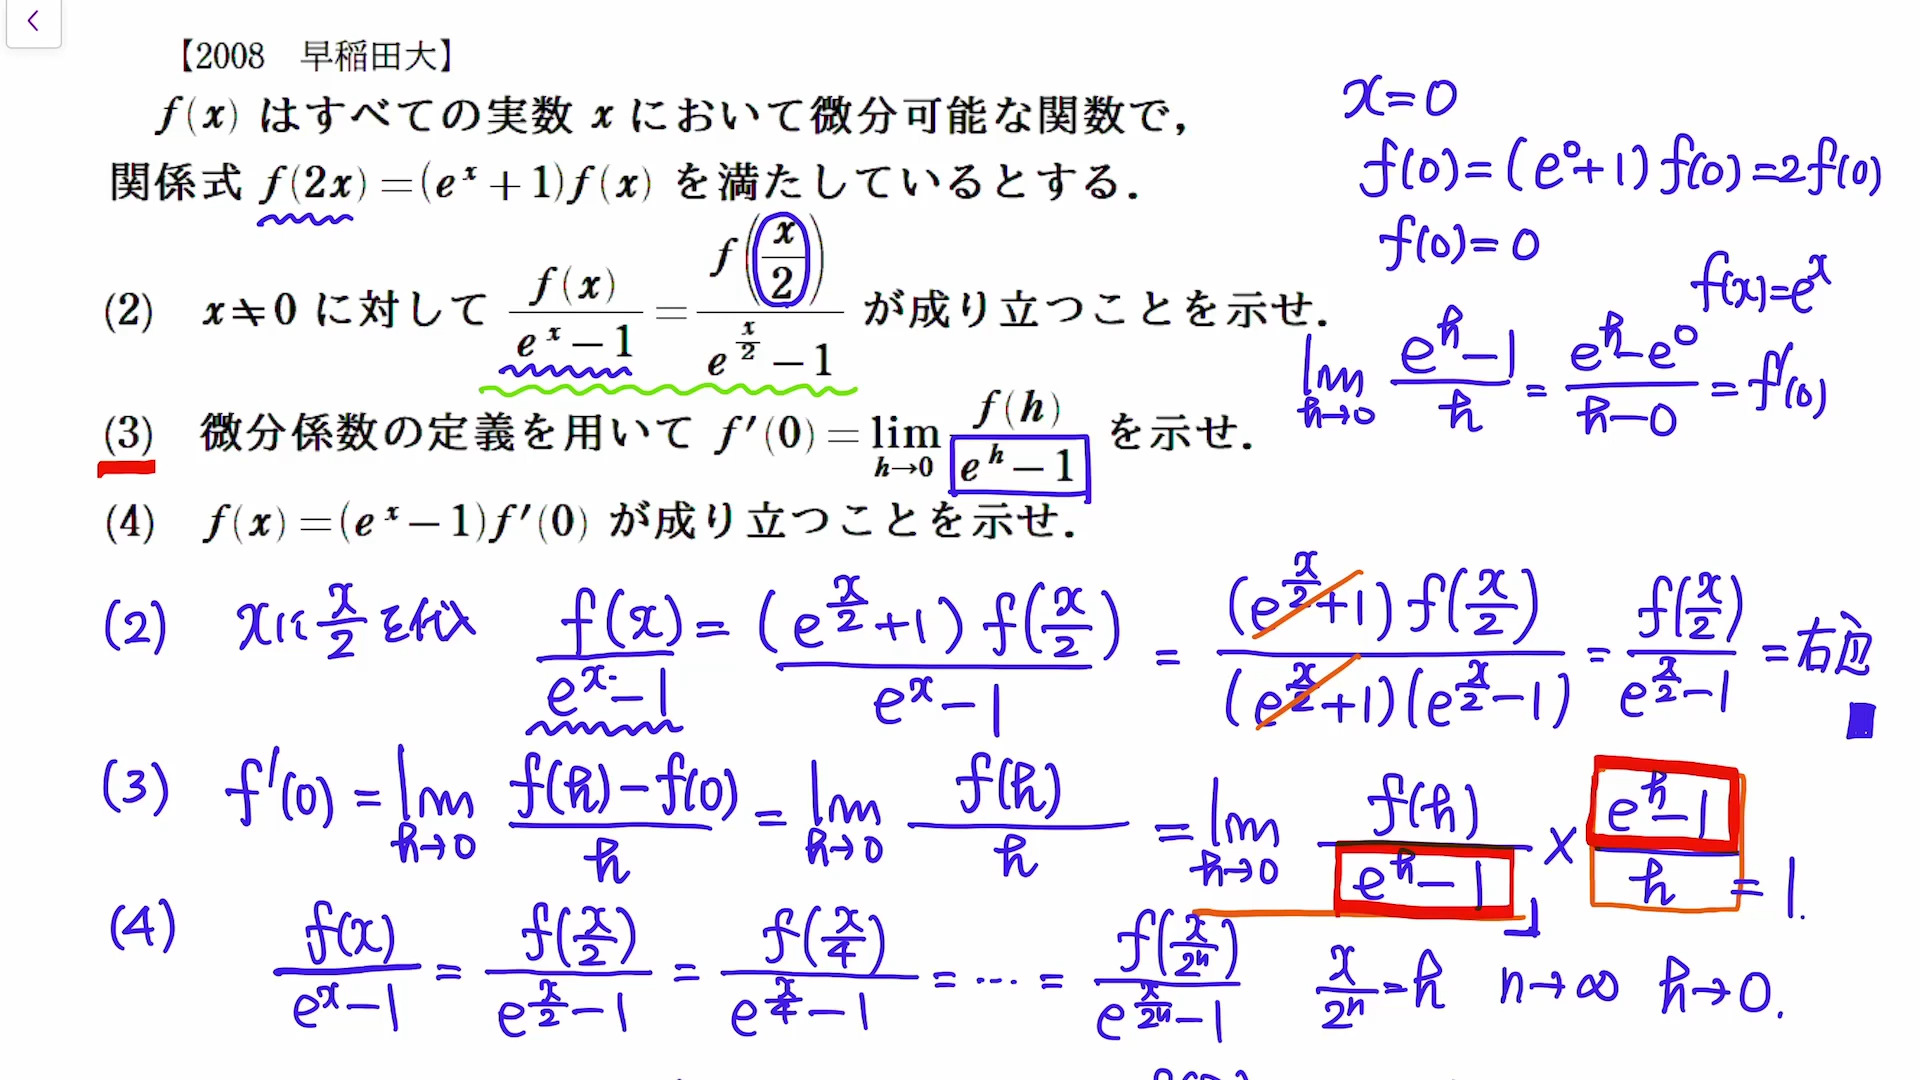 【2008 早稲田大】
f(x) はすべての実数 x において微分可能な関数で，
関係式 f(2x)=(e^x+1)f(x) を満たしているとする．
(2) x≠0 に対して f(x)/(e^x−1) = f(x/2)/(e^{x/2}−1) が成り立つことを示せ．
(3) 微分係数の定義を用いて f′(0)=lim_{h→0} f(h)/(e^h−1) を示せ．
(4) f(x)=(e^x−1)f′(0) が成り立つことを示せ．
x=0
f(0)=(e^0+1)f(0)=2f(0)
f(0)=0
f(x)=e^x
lim_{h→0} (e^h−1)/h = (e^h−e^0)/(h−0) = f′(0)
(2) xに x/2 を代入 f(x)/(e^x−1) = (e^{x/2}+1)f(x/2)/(e^x−1) = (e^{x/2}+1)f(x/2)/((e^{x/2}+1)(e^{x/2}−1)) = f(x/2)/(e^{x/2}−1) = 右辺
(3) f′(0) = lim_{h→0} (f(h)−f(0))/h = lim_{h→0} f(h)/h = lim_{h→0} f(h)/(e^h−1) × (e^h−1)/h = 1.
(4) f(x)/(e^x−1) = f(x/2)/(e^{x/2}−1) = f(x/4)/(e^{x/4}−1) = … = f(x/2^n)/(e^{x/2^n}−1) x/2^n = h n→∞ h→0.